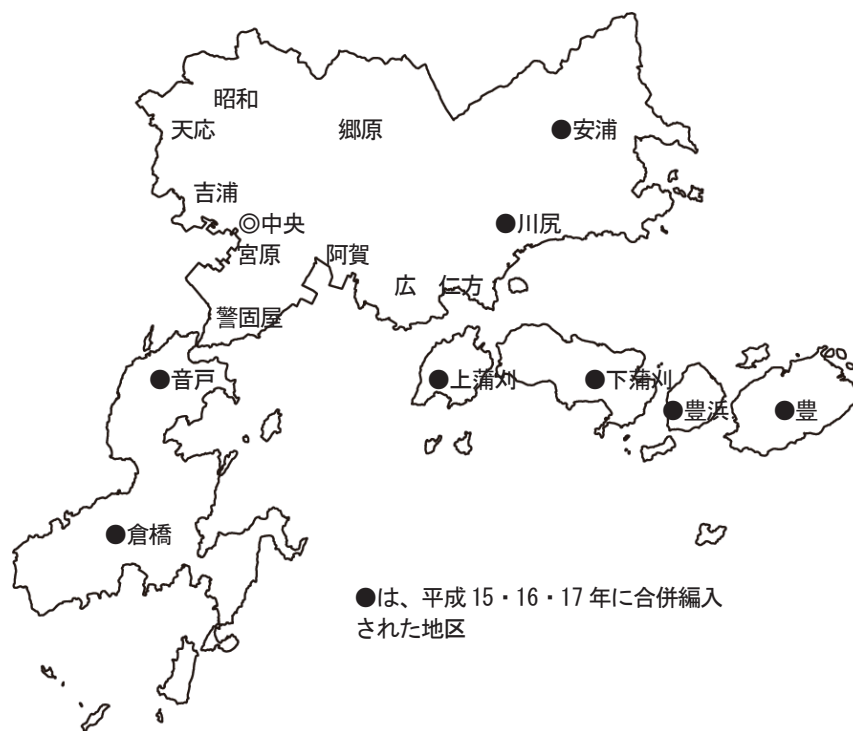 昭和
天応
郷原
●安浦
吉浦
◎中央
●川尻
宮原
阿賀
広
仁方
警固屋
●音戸
●上蒲刈
●下蒲刈
●豊浜
●豊
●倉橋
●は、平成 15・16・17 年に合併編入
された地区